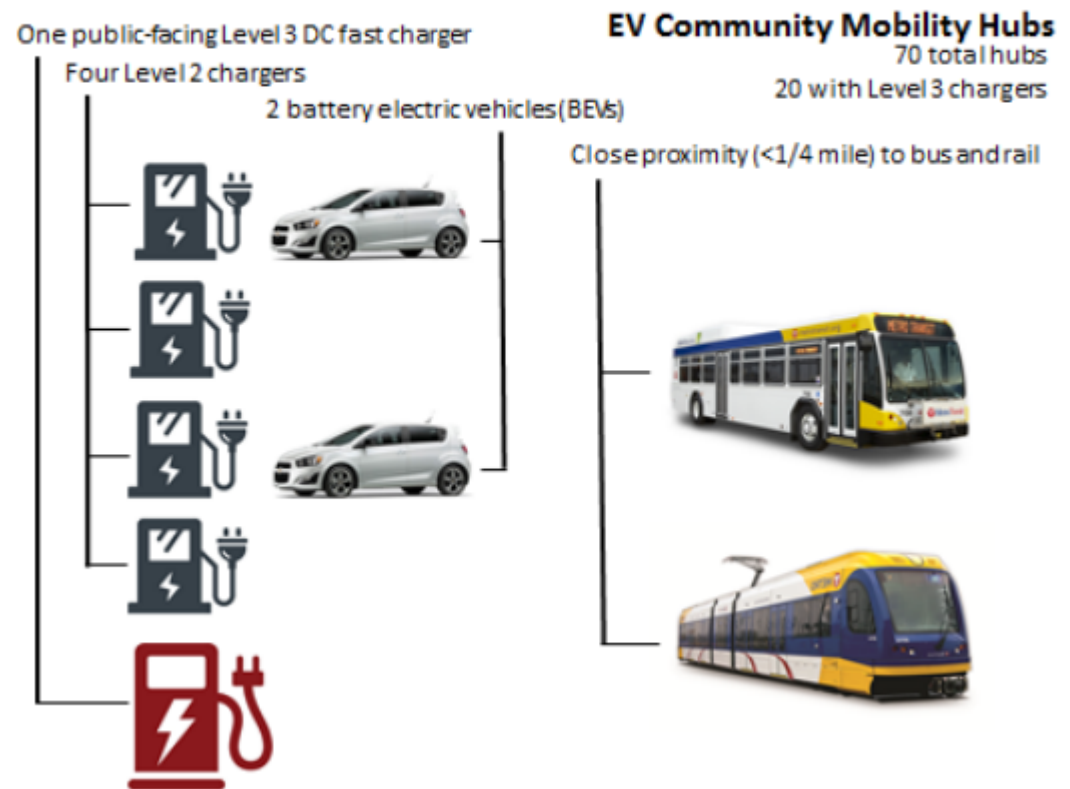 One public-facing Level 3 DC fast charger
Four Level 2 chargers
2 battery electric vehicles(BEVs)
EV Community Mobility Hubs
70 total hubs
20 with Level 3 chargers
Close proximity (<1/4 mile) to bus and rail
METRO TRANSIT